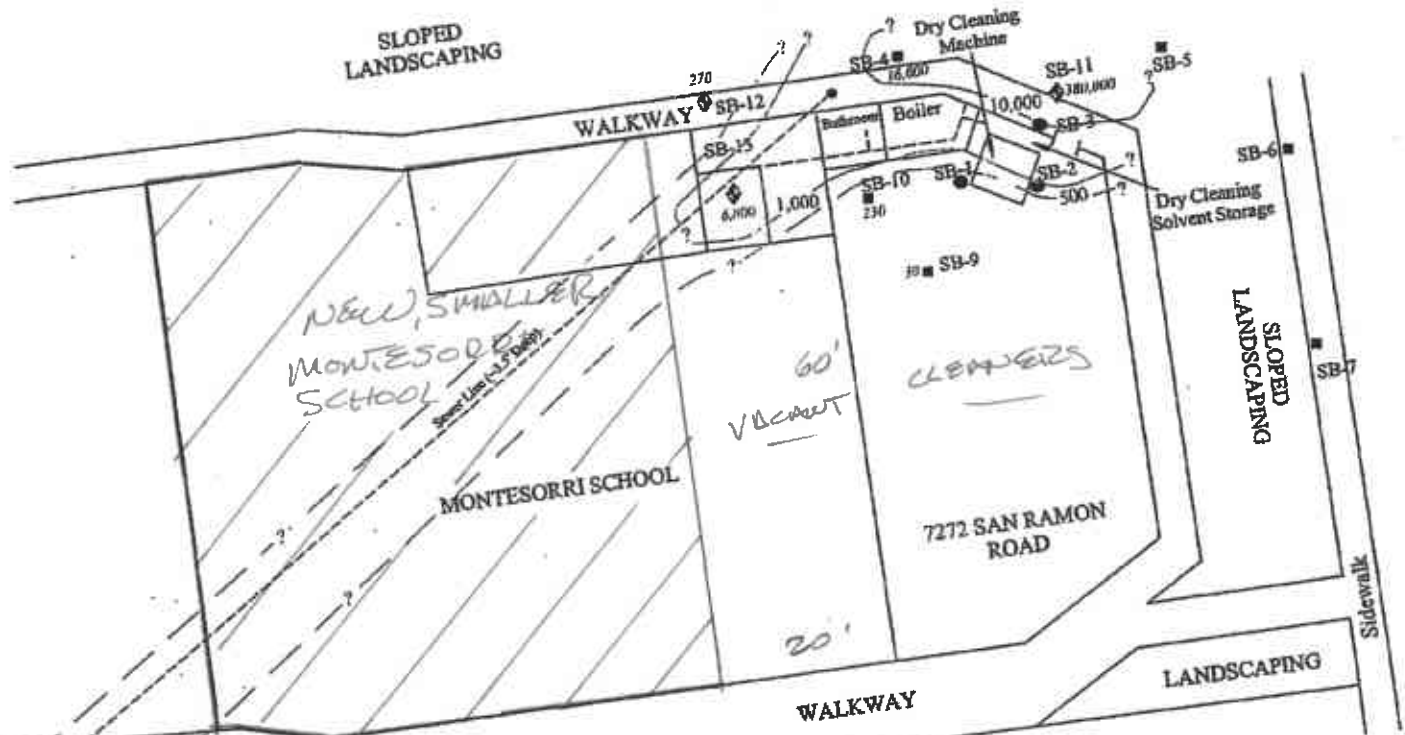 SLOPED
LANDSCAPING
?
?
?
Dry Cleaning
Machine
SB-4
16,000
SB-11
380,000
?
SB-5
270
SB-12
WALKWAY
Bathroom
Boiler
10,000
SB-3
SB-6
SB-15
6,000
1,000
SB-10
230
SB-1
SB-2
500
?
?
Dry Cleaning
Solvent Storage
?
?
SB-9
NEW, SMALLER
MONTESORRI
SCHOOL
60'
VACANT
CLEANERS
SLOPED
LANDSCAPING
SB-7
MONTESORRI SCHOOL
7272 SAN RAMON
ROAD
?
?
20'
Sidewalk
WALKWAY
LANDSCAPING